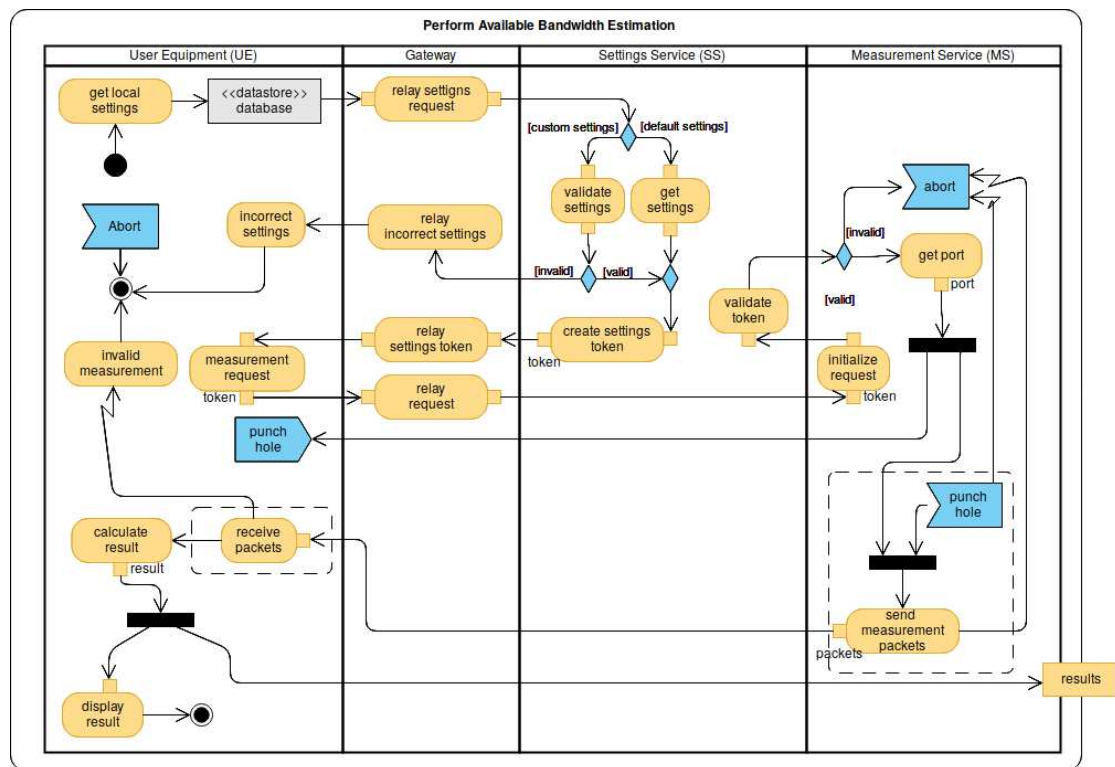 Perform Available Bandwidth Estimation
User Equipment (UE)
Gateway
Settings Service (SS)
Measurement Service (MS)
get local
settings
<<datastore>>
database
relay settigns
request
[custom settings]
[default settings]
validate
settings
get
settings
abort
Abort
incorrect
settings
relay
incorrect settings
[invalid]
[valid]
[invalid]
get port
port
[valid]
validate
token
invalid
measurement
measurement
request
token
relay
settings token
create settings
token
token
relay
request
initialize
request
token
punch
hole
punch
hole
calculate
result
result
receive
packets
send
measurement
packets
packets
results
display
result